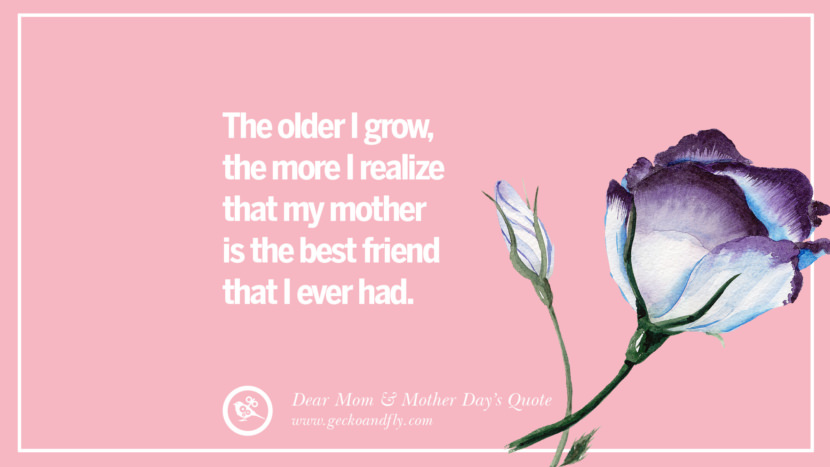 The older I grow,
the more I realize
that my mother
is the best friend
that I ever had.
Dear Mom & Mother Day's Quote
www.geckoandfly.com